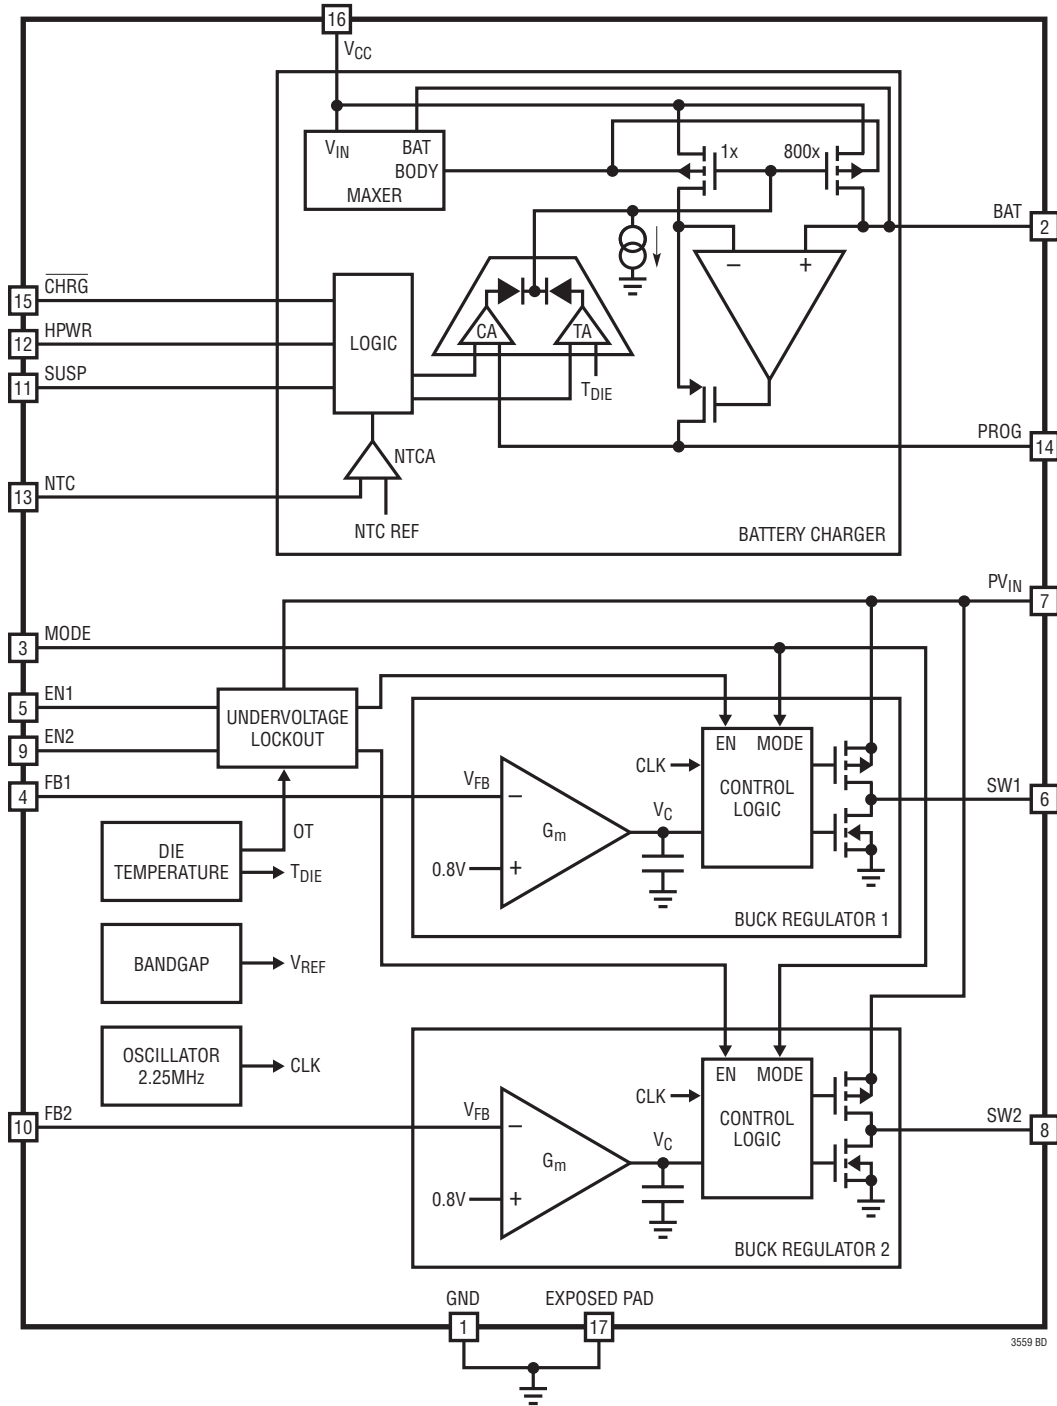 16
VCC
VIN
BAT
BODY
MAXER
1x
800x
BAT
2
CHRG
15
HPWR
12
SUSP
11
LOGIC
CA
TA
TDIE
–
+
PROG
14
NTCA
NTC
13
NTC REF
BATTERY CHARGER
PVIN
7
MODE
3
EN1
5
EN2
9
UNDERVOLTAGE
LOCKOUT
FB1
4
EN
MODE
CLK
CONTROL
LOGIC
VFB
–
Gm
VC
0.8V
+
SW1
6
BUCK REGULATOR 1
OT
DIE
TEMPERATURE
TDIE
BANDGAP
VREF
OSCILLATOR
2.25MHz
CLK
EN
MODE
CLK
CONTROL
LOGIC
FB2
10
VFB
–
Gm
VC
0.8V
+
SW2
8
BUCK REGULATOR 2
GND
1
EXPOSED PAD
17
3559 BD